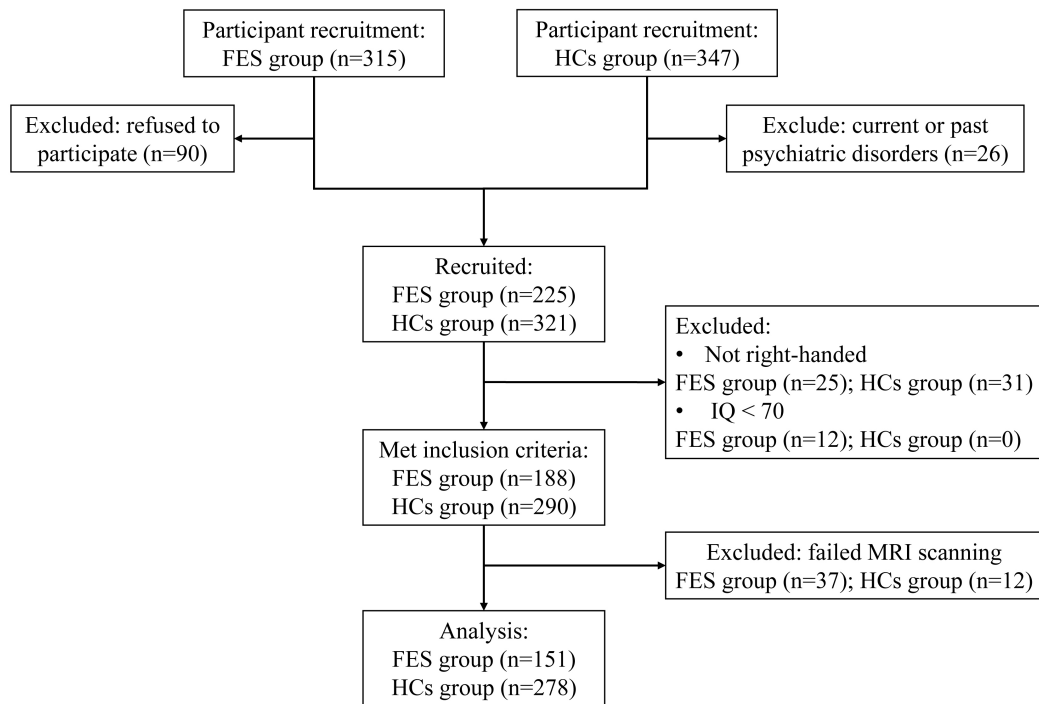 Participant recruitment:
FES group (n=315)
Participant recruitment:
HCs group (n=347)
Excluded: refused to
participate (n=90)
Exclude: current or past
psychiatric disorders (n=26)
Recruited:
FES group (n=225)
HCs group (n=321)
Excluded:
• Not right-handed
FES group (n=25); HCs group (n=31)
• IQ < 70
FES group (n=12); HCs group (n=0)
Met inclusion criteria:
FES group (n=188)
HCs group (n=290)
Excluded: failed MRI scanning
FES group (n=37); HCs group (n=12)
Analysis:
FES group (n=151)
HCs group (n=278)